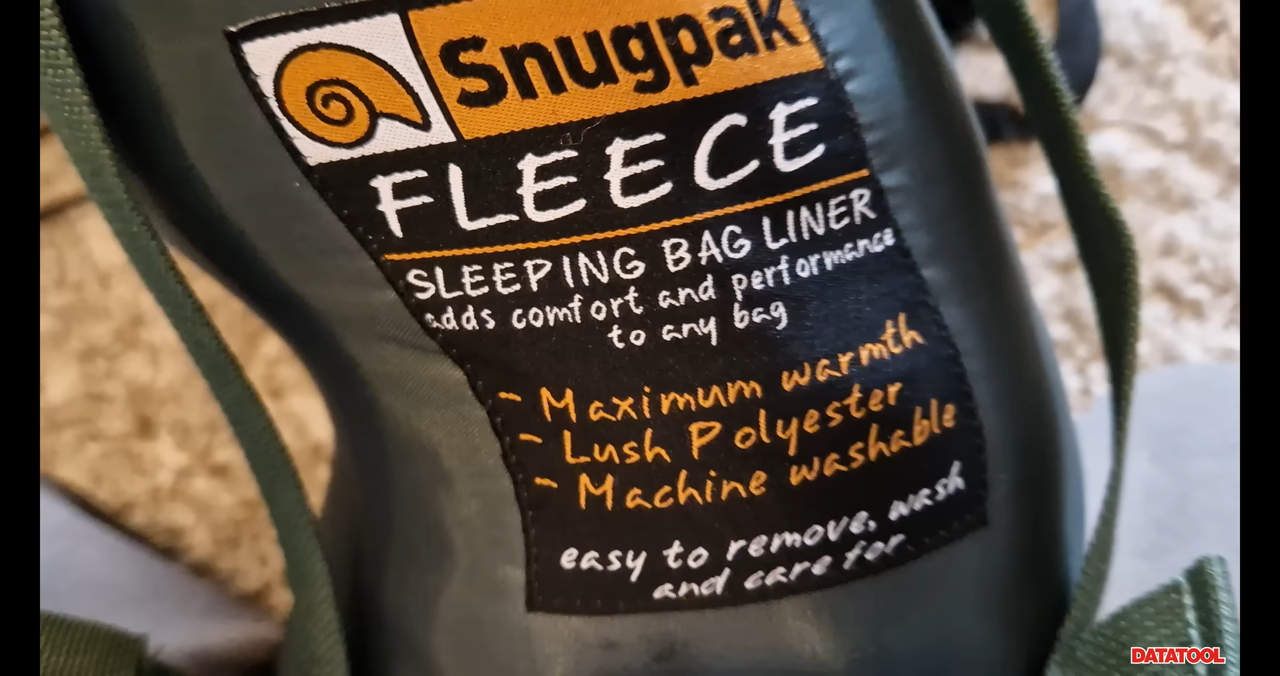 Snugpak
FLEECE
SLEEPING BAG LINER
adds comfort and performance
to any bag
- Maximum warmth
- Lush Polyester
- Machine washable
easy to remove, wash
and care for...
DATATOOL